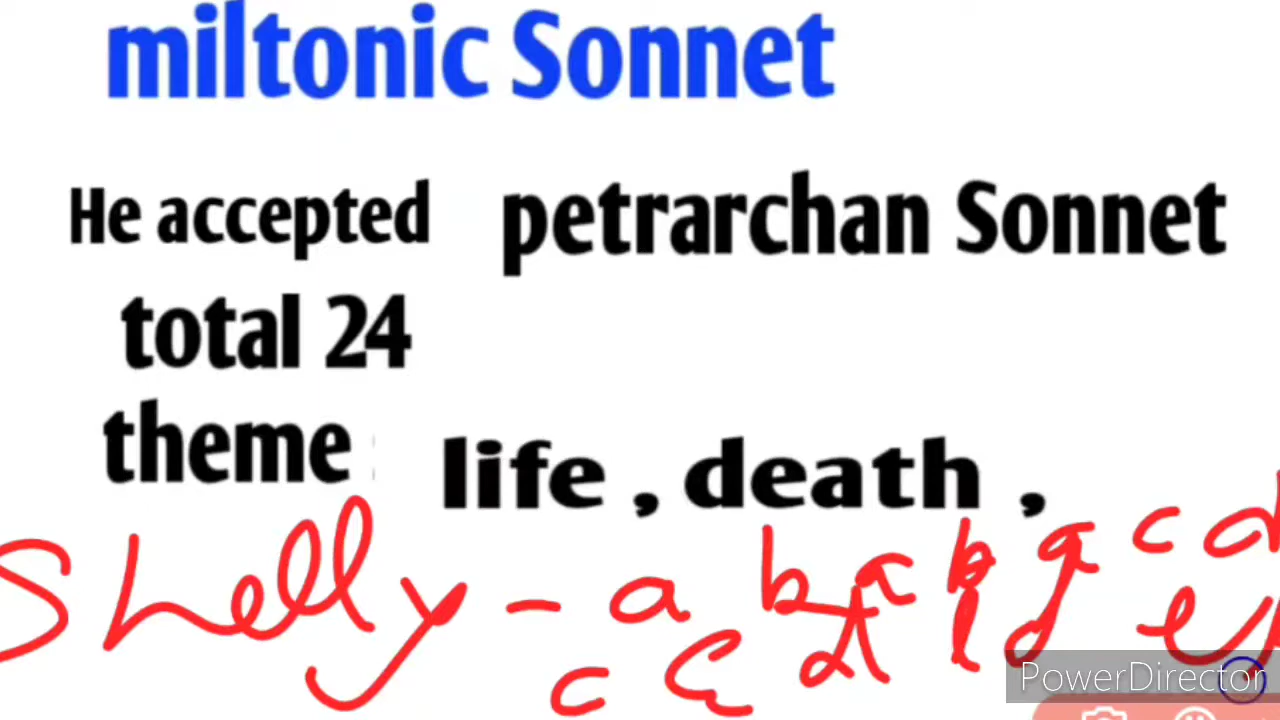 miltonic Sonnet
He accepted petrarchan Sonnet
total 24
theme life , death ,
Shelly - a b a b a c d
c
PowerDirector